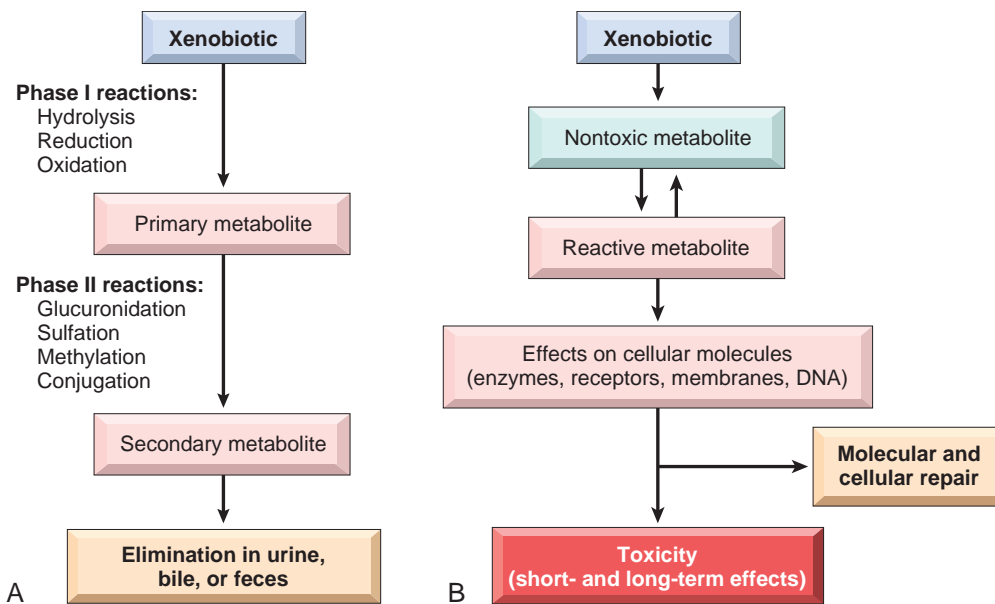 Xenobiotic
Phase I reactions:
Hydrolysis
Reduction
Oxidation
Primary metabolite
Phase II reactions:
Glucuronidation
Sulfation
Methylation
Conjugation
Secondary metabolite
Elimination in urine,
bile, or feces
A
Xenobiotic
Nontoxic metabolite
Reactive metabolite
Effects on cellular molecules
(enzymes, receptors, membranes, DNA)
Molecular and
cellular repair
Toxicity
(short- and long-term effects)
B